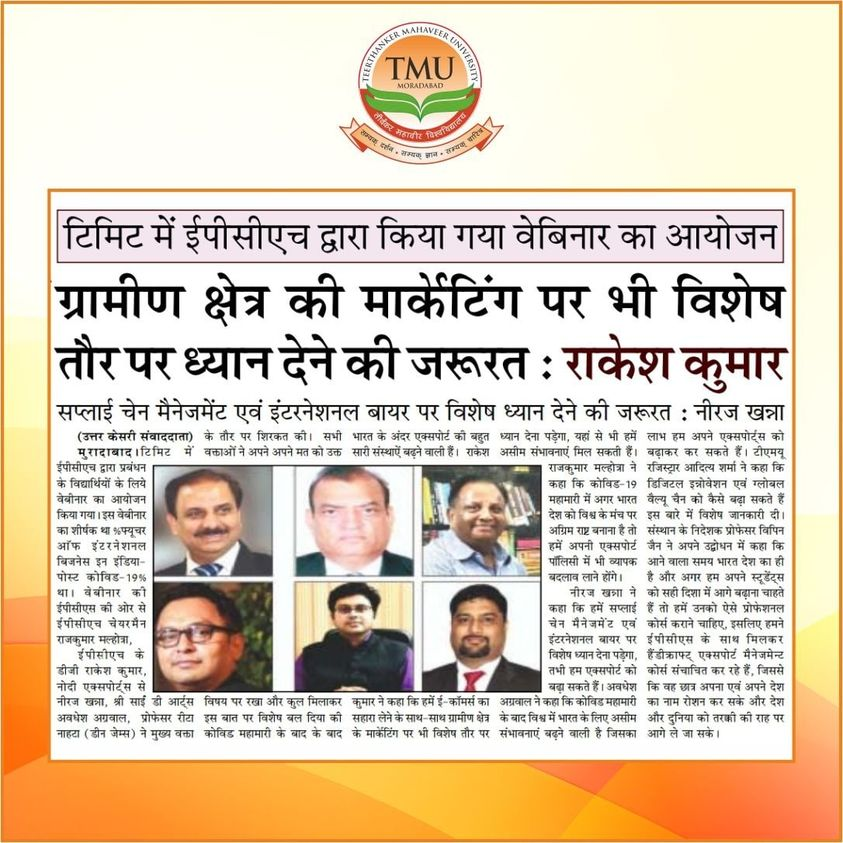 TEERTHANKER MAHAVEER UNIVERSITY
TMU
MORADABAD
तीर्थंकर महावीर विश्वविद्यालय
सम्यक् दर्शन • सम्यक् ज्ञान • सम्यक् चारित्र
टिमिट में ईपीसीएच द्वारा किया गया वेबिनार का आयोजन
ग्रामीण क्षेत्र की मार्केटिंग पर भी विशेष
तौर पर ध्यान देने की जरूरत : राकेश कुमार
सप्लाई चेन मैनेजमेंट एवं इंटरनेशनल बायर पर विशेष ध्यान देने की जरूरत : नीरज खन्ना
(उत्तर केसरी संवाददाता)
मुरादाबाद। टिमिट में
ईपीसीएच द्वारा प्रबंधन
के विद्यार्थियों के लिये
वेबीनार का आयोजन
किया गया। इस वेबीनार
का शीर्षक था %फ्यूचर
ऑफ इंटरनेशनल
बिजनेस इन इंडिया-
पोस्ट कोविड-19%
था। वेबीनार की
ईपीसीएस की ओर से
ईपीसीएच चेयरमैन
राजकुमार मल्होत्रा,
ईपीसीएच के
डीजी राकेश कुमार,
नोदी एक्सपोर्ट्स से
नीरज खन्ना, श्री साईं डी आर्ट्स
अवधेश अग्रवाल, प्रोफेसर रीटा
नाहटा (डीन जेम्स) ने मुख्य वक्ता
के तौर पर शिरकत की। सभी
वक्ताओं ने अपने अपने मत को उक्त
विषय पर रखा और कुल मिलाकर
इस बात पर विशेष बल दिया की
कोविड महामारी के बाद के बाद
भारत के अंदर एक्सपोर्ट की बहुत
सारी संस्थाऐं बढ़ने वाली हैं। राकेश
कुमार ने कहा कि हमें ई-कॉमर्स का
सहारा लेने के साथ-साथ ग्रामीण क्षेत्र
के मार्केटिंग पर भी विशेष तौर पर
ध्यान देना पड़ेगा, यहां से भी हमें
असीम संभावनाएं मिल सकती हैं।
राजकुमार मल्होत्रा ने
कहा कि कोविड-19
महामारी में अगर भारत
देश को विश्व के मंच पर
अग्रिम राष्ट्र बनाना है तो
हमें अपनी एक्सपोर्ट
पॉलिसी में भी व्यापक
बदलाव लाने होंगे।
नीरज खन्ना ने
कहा कि हमें सप्लाई
चेन मैनेजमेंट एवं
इंटरनेशनल बायर पर
विशेष ध्यान देना पड़ेगा,
तभी हम एक्सपोर्ट को
बढ़ा सकते हैं। अवधेश
अग्रवाल ने कहा कि कोविड महामारी
के बाद विश्व में भारत के लिए असीम
संभावनाएं बढ़ने वाली है जिसका
लाभ हम अपने एक्सपोर्ट्स को
बढ़ाकर कर सकते हैं। टीएमयू
रजिस्ट्रार आदित्य शर्मा ने कहा कि
डिजिटल इन्नोवेशन एवं ग्लोबल
वैल्यू चैन को कैसे बढ़ा सकते हैं
इस बारे में विशेष जानकारी दी।
संस्थान के निदेशक प्रोफेसर विपिन
जैन ने अपने उद्बोधन में कहा कि
आने वाला समय भारत देश का ही
है और अगर हम अपने स्टूडेंट्स
को सही दिशा में आगे बढ़ाना चाहते
हैं तो हमें उनको ऐसे प्रोफेशनल
कोर्स कराने चाहिए, इसलिए हमने
ईपीसीएस के साथ मिलकर
हैंडीक्राफ्ट् एक्सपोर्ट मैनेजमेंट
कोर्स संचाचित कर रहे हैं, जिससे
कि वह छात्र अपना एवं अपने देश
का नाम रोशन कर सके और देश
और दुनिया को तरक्की की राह पर
आगे ले जा सके।